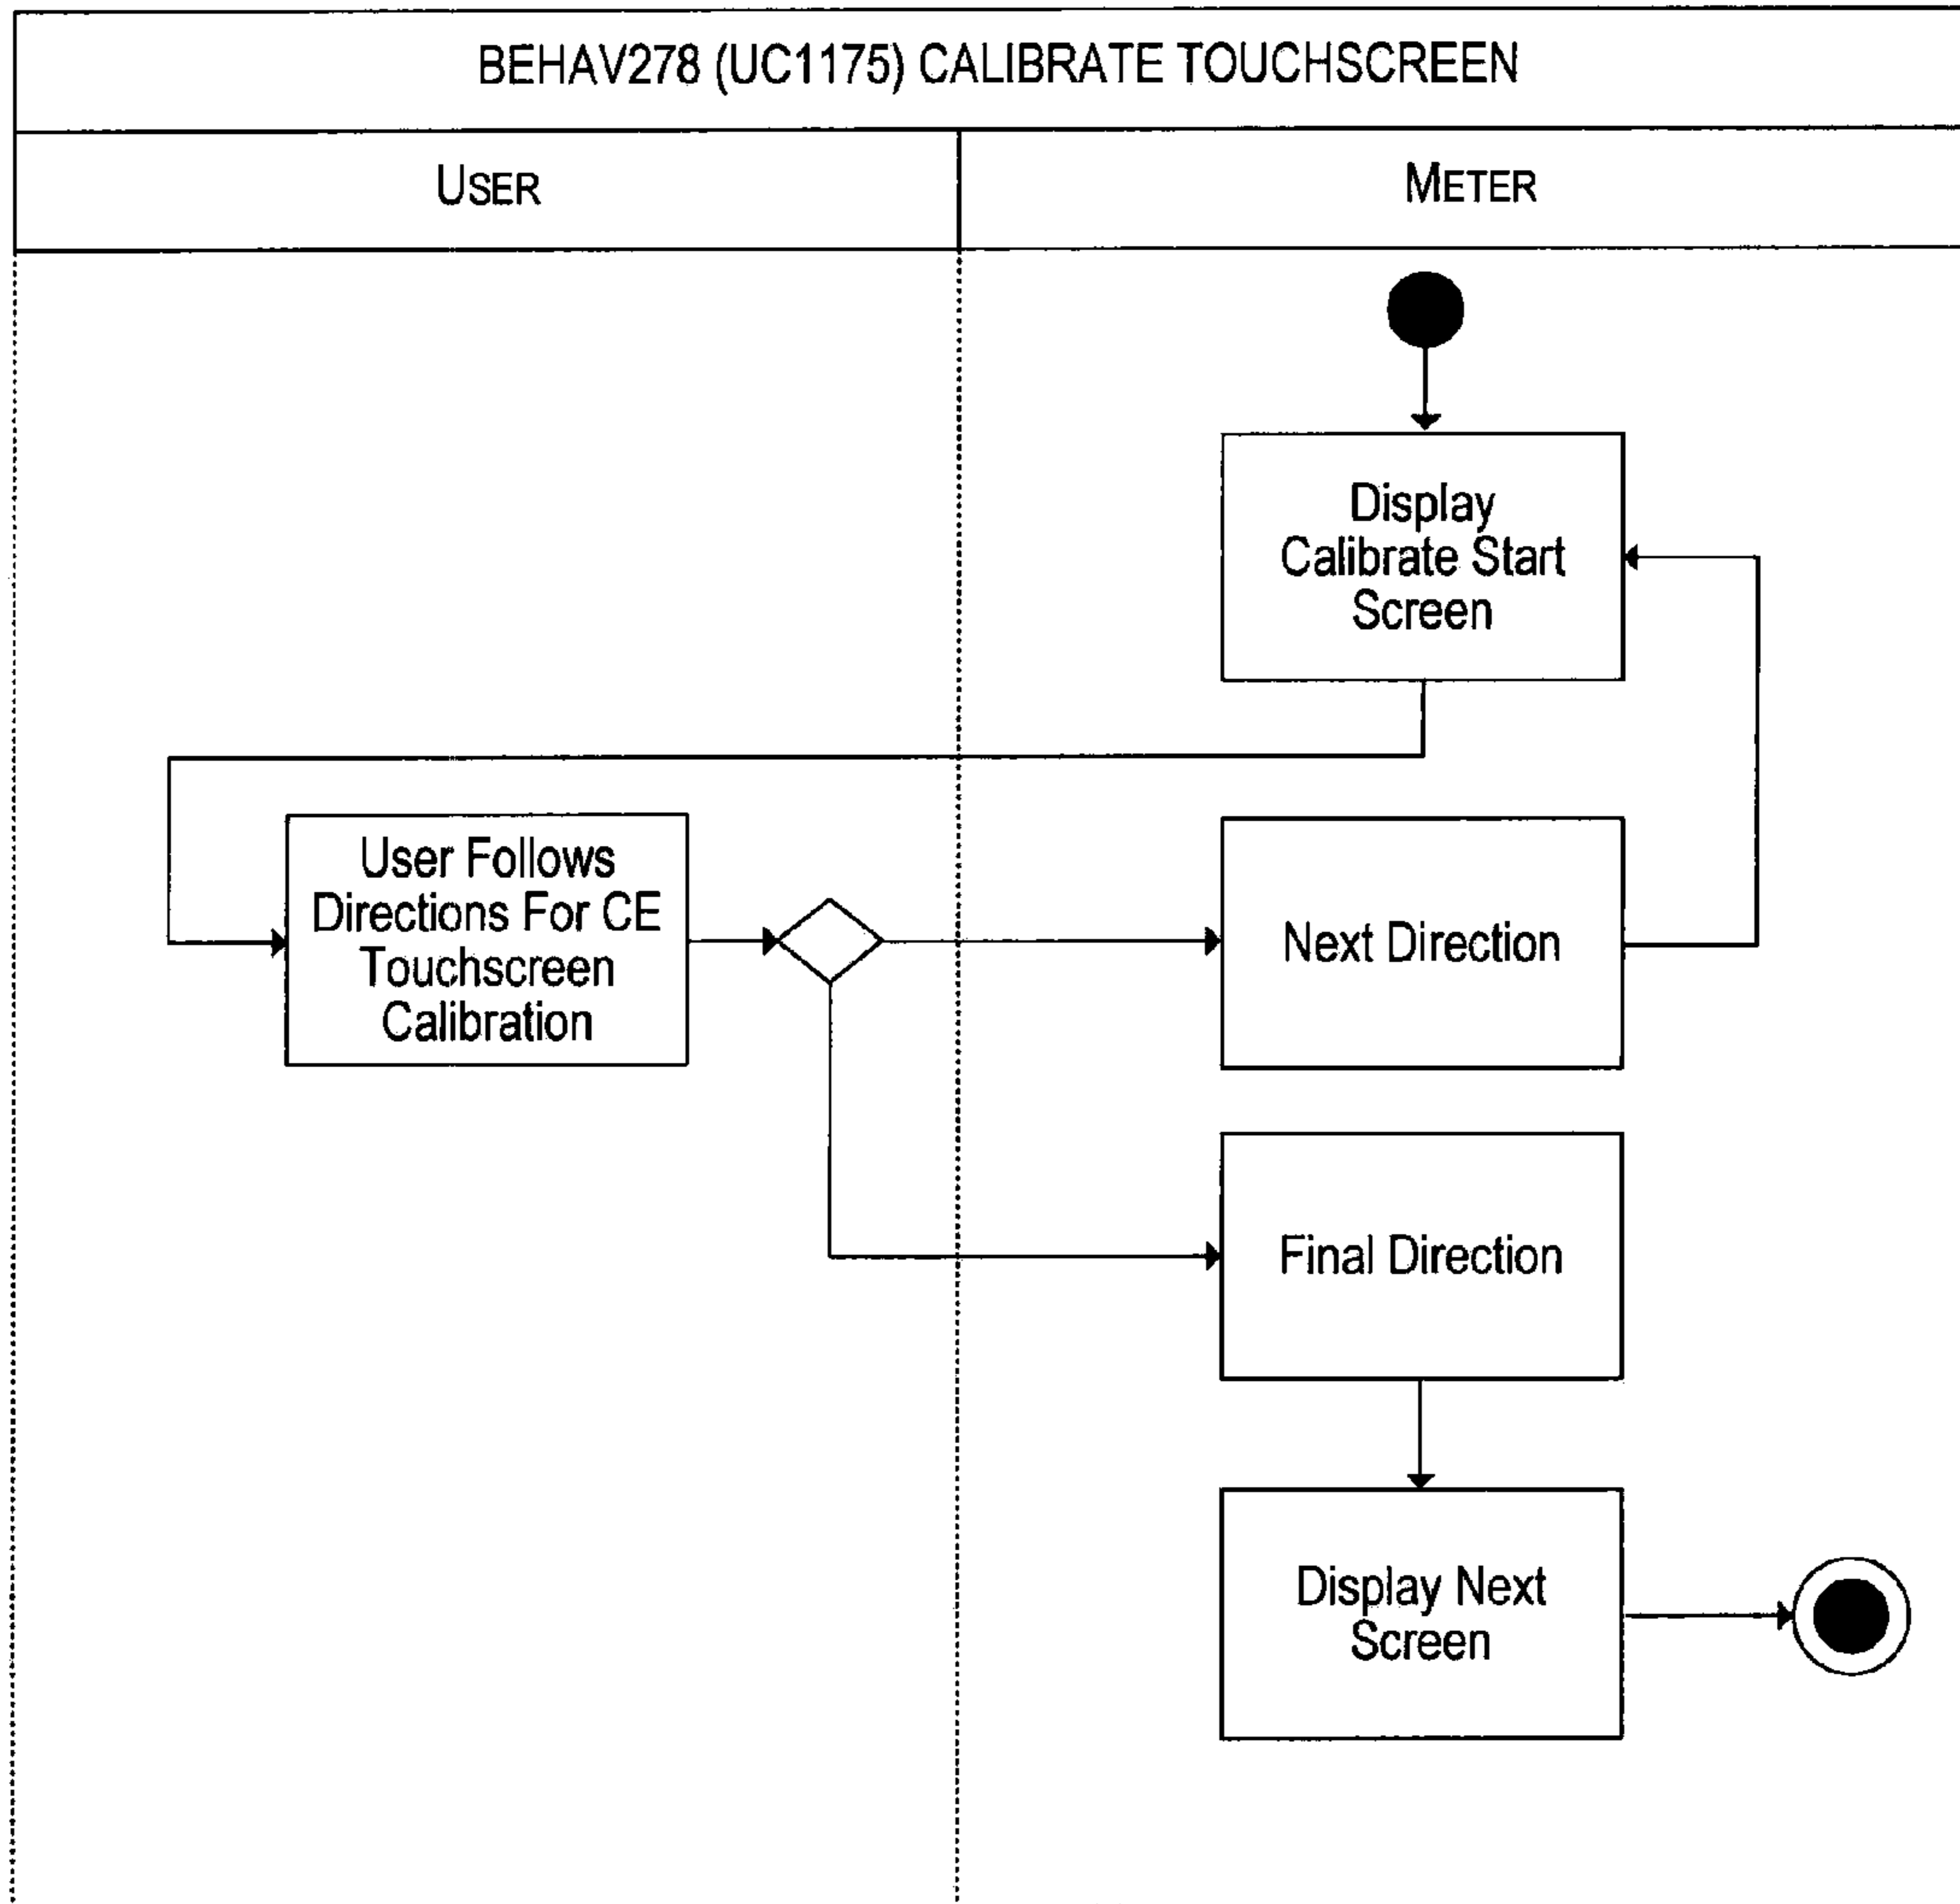 BEHAV278 (UC1175) CALIBRATE TOUCHSCREEN
USER
METER
Display
Calibrate Start
Screen
User Follows
Directions For CE
Touchscreen
Calibration
Next Direction
Final Direction
Display Next
Screen